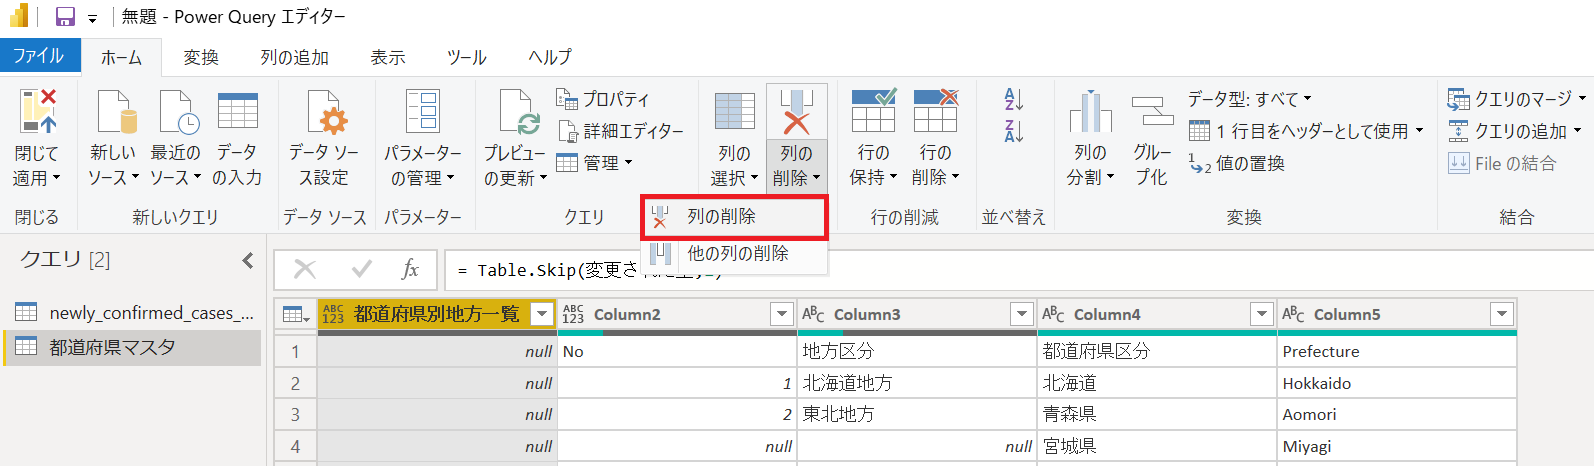 無題 - Power Query エディター
ファイル ホーム 変換 列の追加 表示 ツール ヘルプ
閉じて
適用
閉じる
新しい
ソース
最近の
ソース
データ
の入力
新しいクエリ
データ ソー
ス設定
データ ソース
パラメーター
の管理
パラメーター
プレビュー
の更新
プロパティ
詳細エディター
管理
クエリ
列の
選択
列の
削除
列の削除
他の列の削除
行の
保持
行の
削除
行の削減
並べ替え
列の
分割
グルー
プ化
データ型: すべて
1 行目をヘッダーとして使用
値の置換
変換
クエリのマージ
クエリの追加
File の結合
結合
クエリ [2]
newly_confirmed_cases_...
都道府県マスタ
fx = Table.Skip(変更され
ABC 123 都道府県別地方一覧 ABC 123 Column2 ABC Column3 ABC Column4 ABC Column5
1 null No 地方区分 都道府県区分 Prefecture
2 null 1 北海道地方 北海道 Hokkaido
3 null 2 東北地方 青森県 Aomori
4 null null null 宮城県 Miyagi